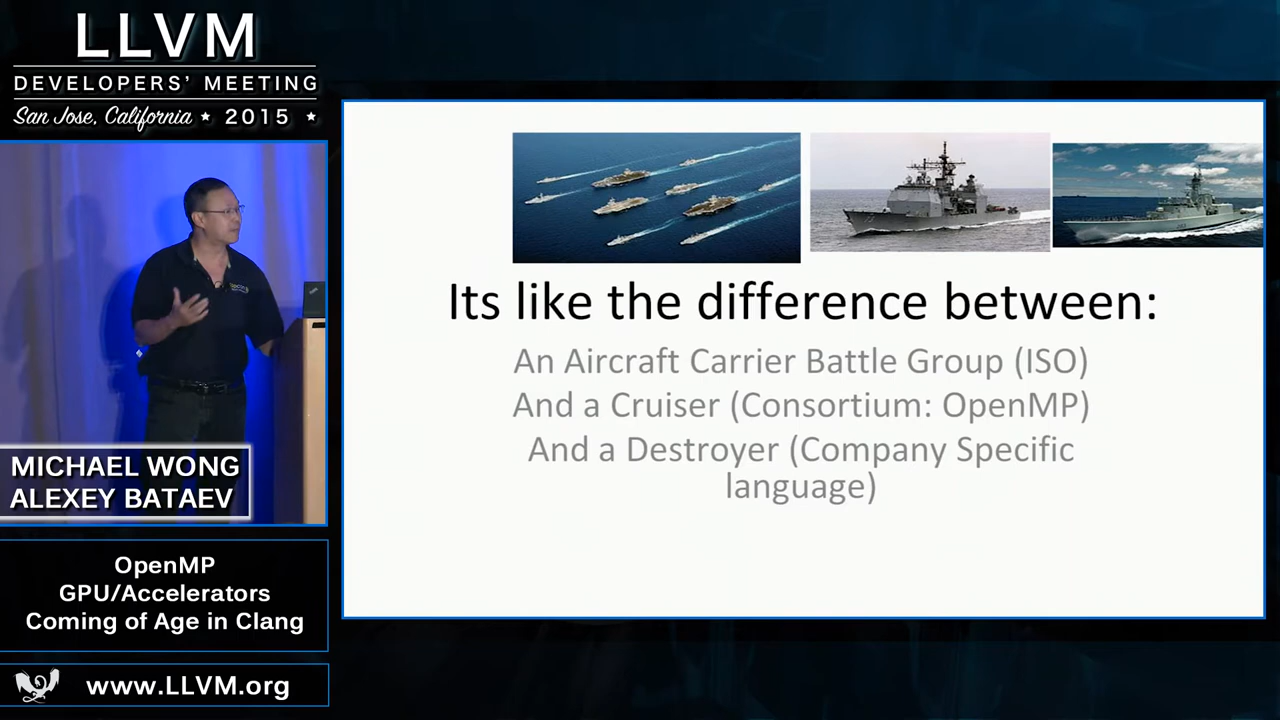 LLVM
DEVELOPERS' MEETING
San Jose, California ★ 2015 ★
MICHAEL WONG
ALEXEY BATAEV
OpenMP
GPU/Accelerators
Coming of Age in Clang
www.LLVM.org
Its like the difference between:
An Aircraft Carrier Battle Group (ISO)
And a Cruiser (Consortium: OpenMP)
And a Destroyer (Company Specific
language)